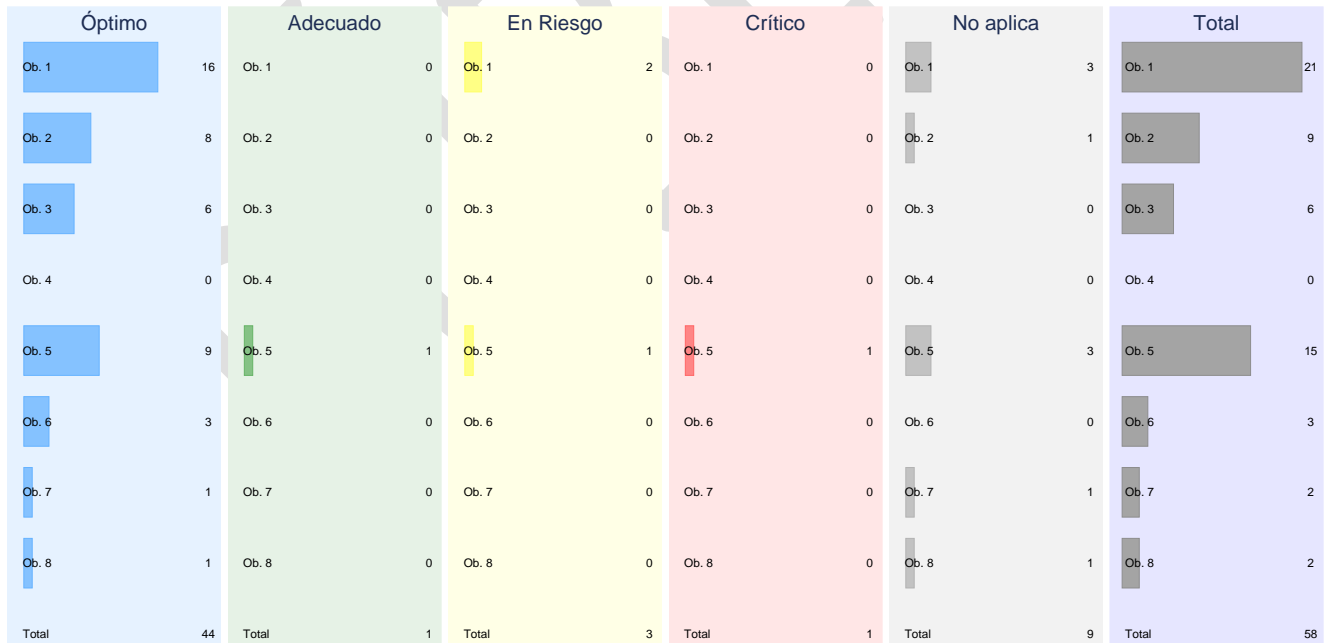 Óptimo Adecuado En Riesgo Crítico No aplica Total
Ob. 1 16 Ob. 1 0 Ob. 1 2 Ob. 1 0 Ob. 1 3 Ob. 1 21
Ob. 2 8 Ob. 2 0 Ob. 2 0 Ob. 2 0 Ob. 2 1 Ob. 2 9
Ob. 3 6 Ob. 3 0 Ob. 3 0 Ob. 3 0 Ob. 3 0 Ob. 3 6
Ob. 4 0 Ob. 4 0 Ob. 4 0 Ob. 4 0 Ob. 4 0 Ob. 4 0
Ob. 5 9 Ob. 5 1 Ob. 5 1 Ob. 5 1 Ob. 5 3 Ob. 5 15
Ob. 6 3 Ob. 6 0 Ob. 6 0 Ob. 6 0 Ob. 6 0 Ob. 6 3
Ob. 7 1 Ob. 7 0 Ob. 7 0 Ob. 7 0 Ob. 7 1 Ob. 7 2
Ob. 8 1 Ob. 8 0 Ob. 8 0 Ob. 8 0 Ob. 8 1 Ob. 8 2
Total 44 Total 1 Total 3 Total 1 Total 9 Total 58